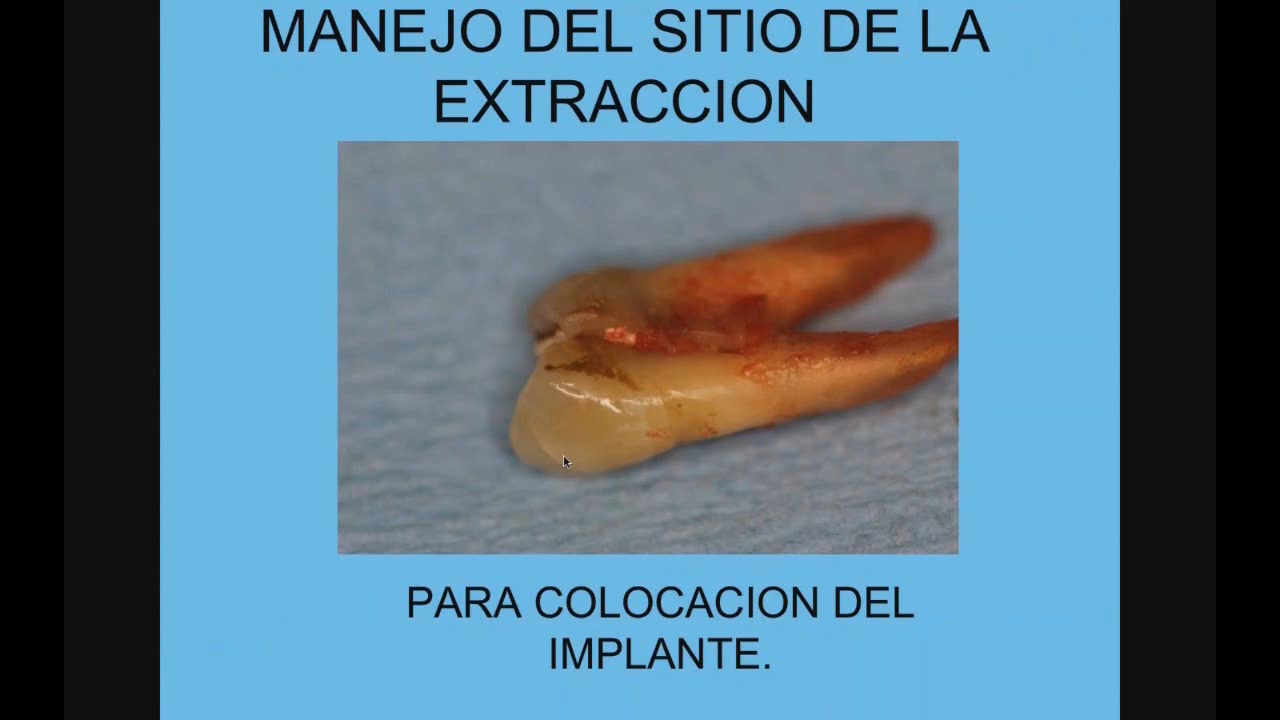 MANEJO DEL SITIO DE LA
EXTRACCION
PARA COLOCACION DEL
IMPLANTE.